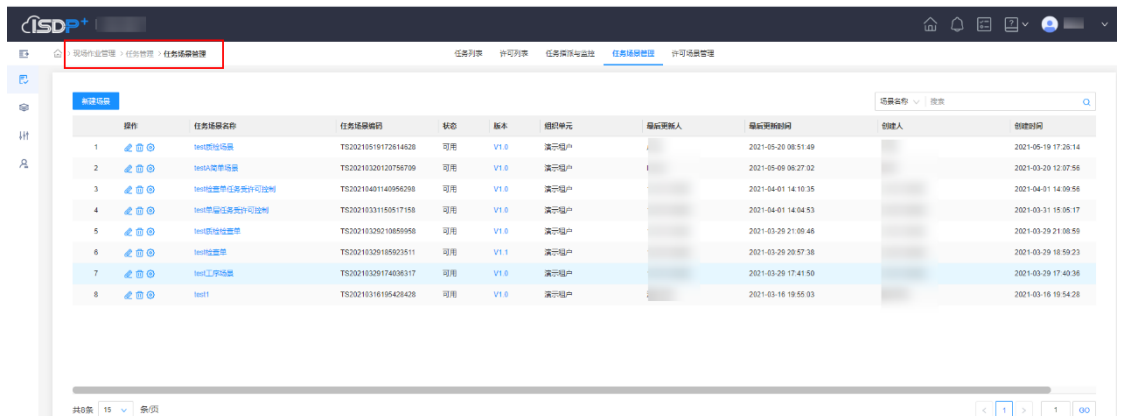 ISDP+
现场作业管理 > 任务管理 > 任务场景管理 任务列表 许可列表 任务指派与监控 任务场景管理 许可场景管理
新建场景 场景名称 搜索
操作 任务场景名称 任务场景编码 状态 版本 组织单元 最后更新人 最后更新时间 创建人 创建时间
1 test质检场景 TS20210519172614628 可用 V1.0 演示租户 2021-05-20 08:51:49 2021-05-19 17:26:14
2 testA简单场景 TS20210320120756709 可用 V1.0 演示租户 2021-05-09 06:27:02 2021-03-20 12:07:56
3 test检查单任务受许可控制 TS20210401140956298 可用 V1.0 演示租户 2021-04-01 14:10:35 2021-04-01 14:09:56
4 test单层任务受许可控制 TS20210331150517158 可用 V1.0 演示租户 2021-04-01 14:04:53 2021-03-31 15:05:17
5 test质检检查单 TS20210329210859958 可用 V1.0 演示租户 2021-03-29 21:09:46 2021-03-29 21:08:59
6 test检查单 TS20210329185923511 可用 V1.1 演示租户 2021-03-29 20:57:38 2021-03-29 18:59:23
7 test工序场景 TS20210329174036317 可用 V1.0 演示租户 2021-03-29 17:41:50 2021-03-29 17:40:36
8 test1 TS20210316195428428 可用 V1.0 演示租户 2021-03-16 19:55:03 2021-03-16 19:54:28
共8条 15 条/页 < 1 > 1 GO